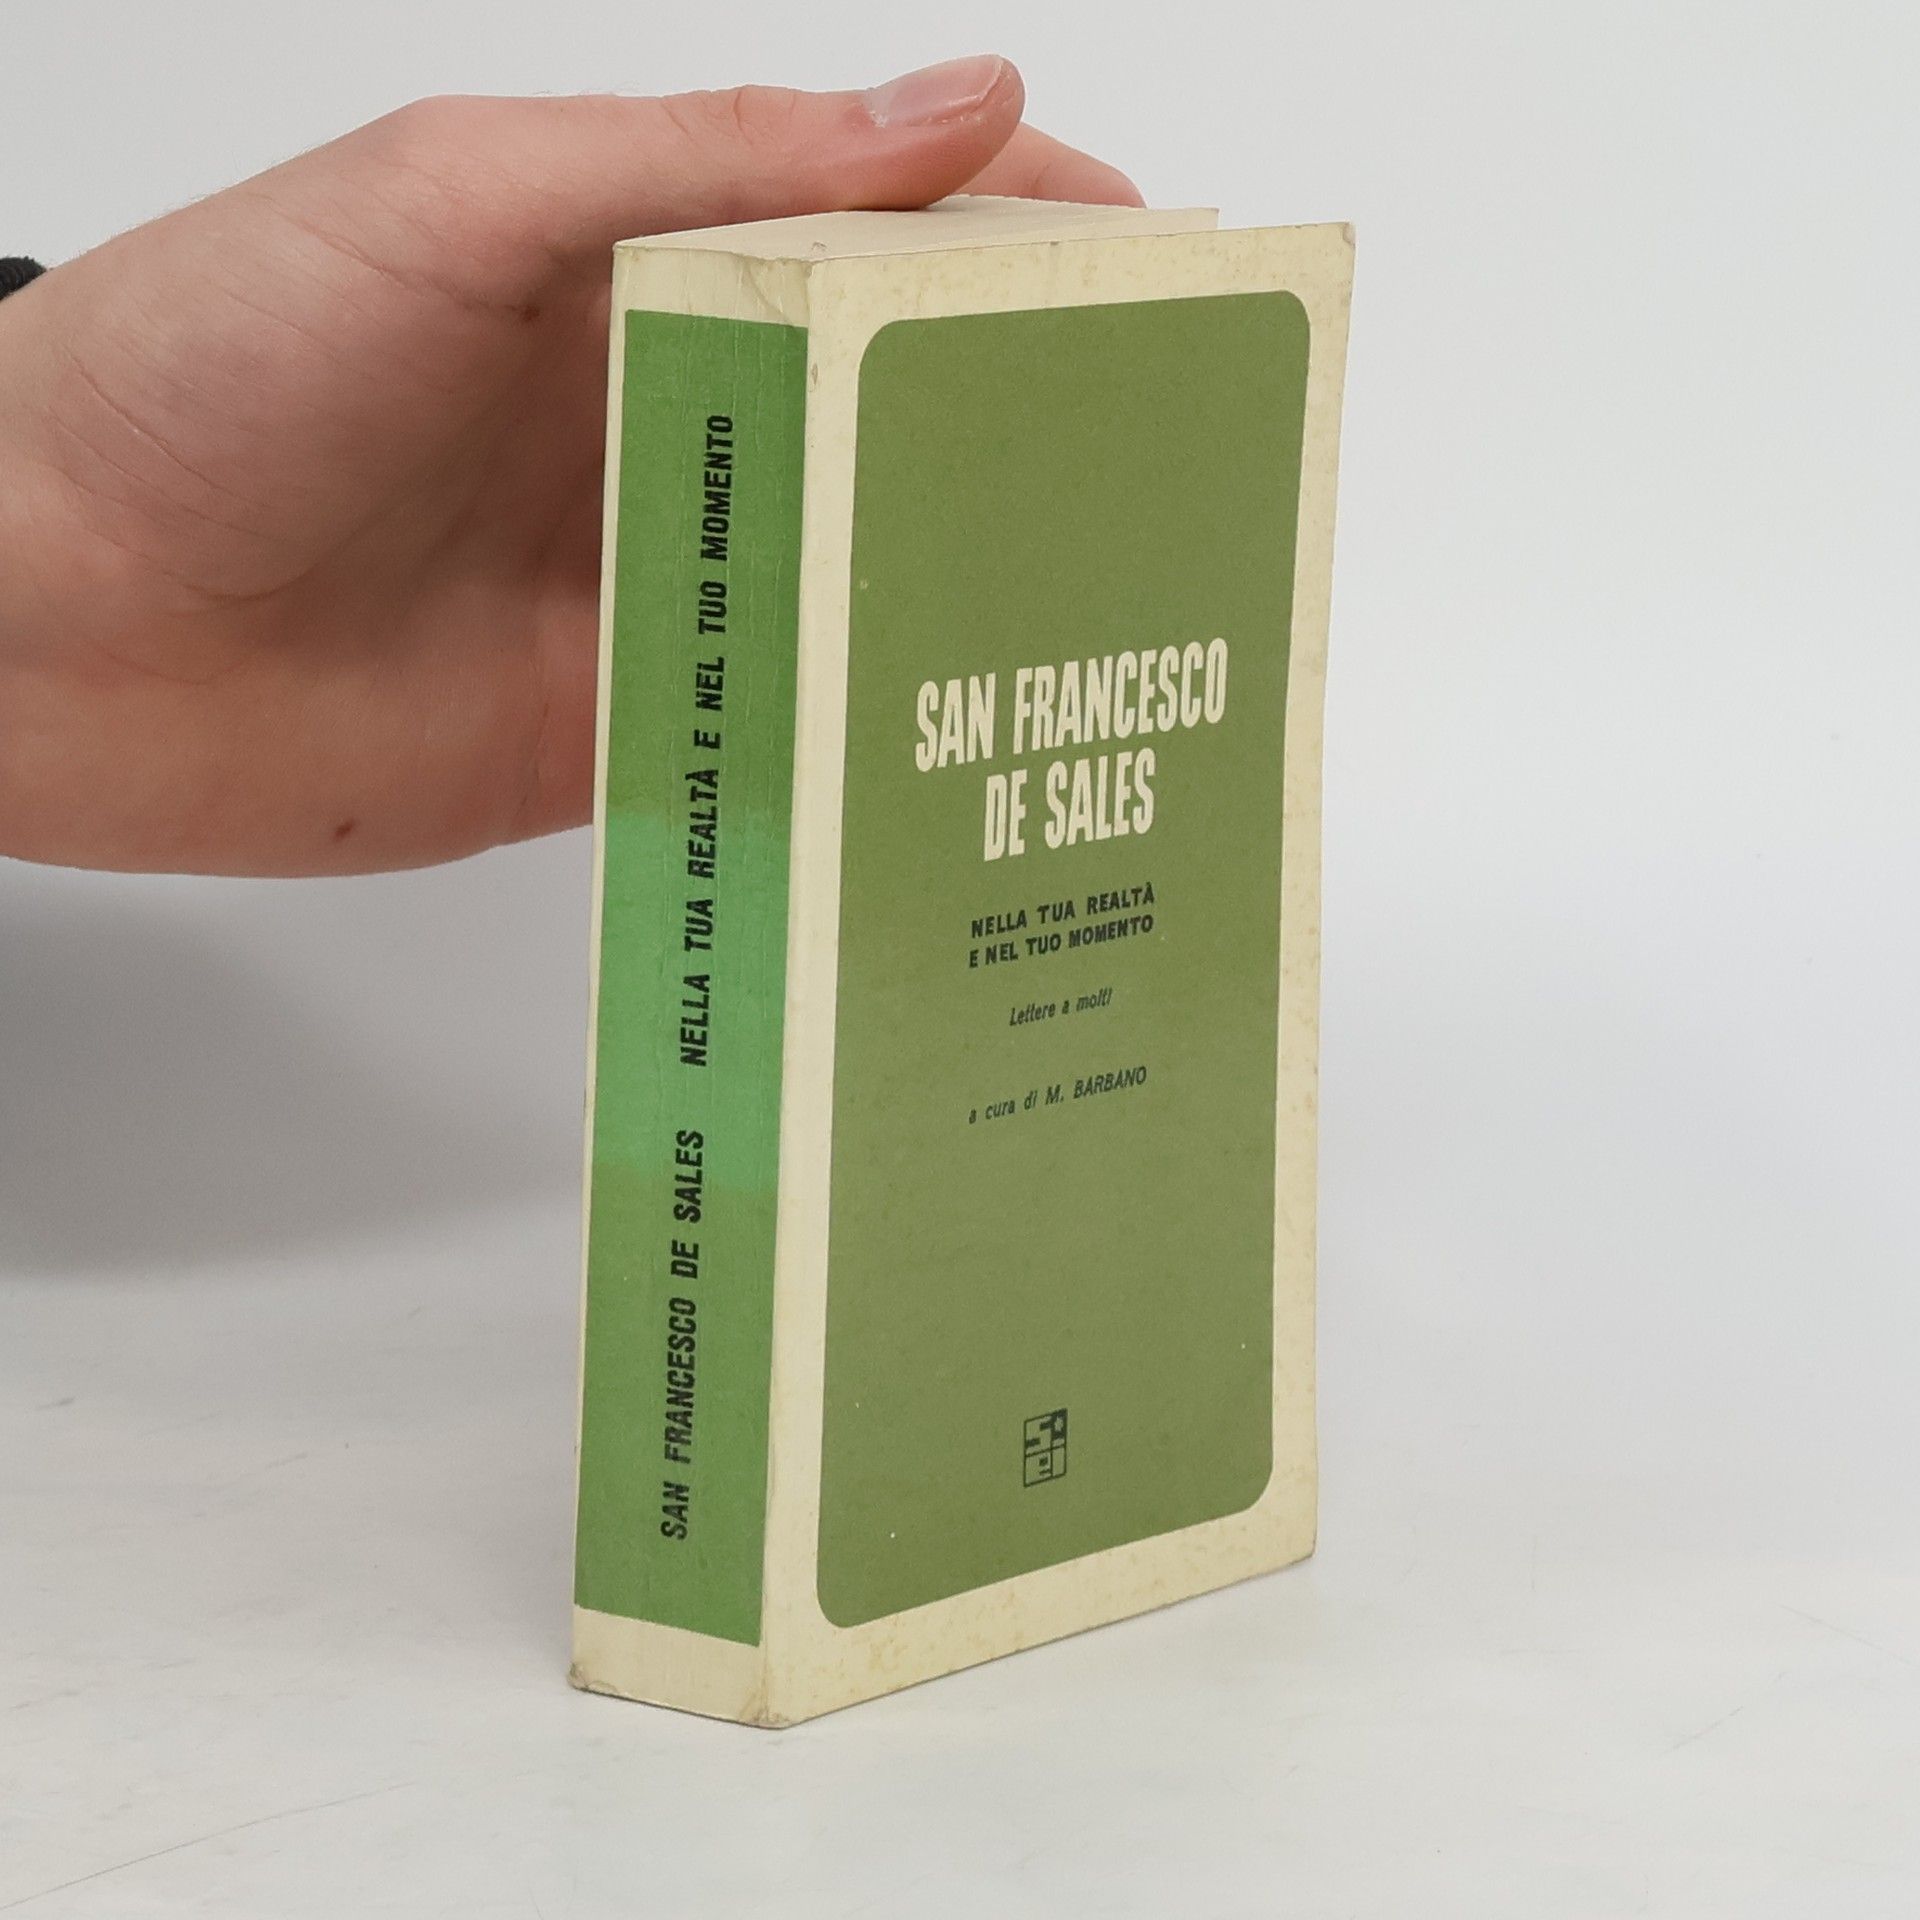 SAN FRANCESCO DE SALES NELLA TUA REALTÀ E NEL TUO MOMENTO
SAN FRANCESCO
DE SALES
NELLA TUA REALTÀ
E NEL TUO MOMENTO
Lettere a molti
a cura di M. BARBANO